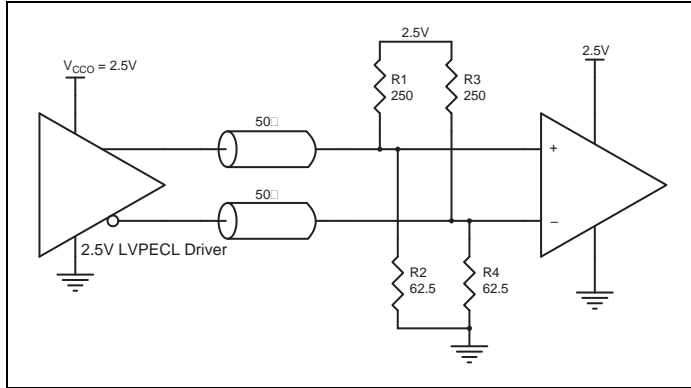 2.5V
V_CCO = 2.5V
R1
250
R3
250
2.5V
50□
+
50□
–
2.5V LVPECL Driver
R2
62.5
R4
62.5